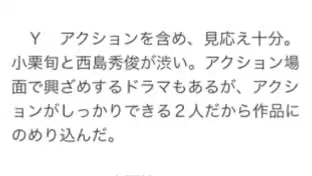 Ｙ　アクションを含め、見応え十分。
小栗旬と西島秀俊が渋い。アクション場
面で興ざめするドラマもあるが、アクシ
ョンがしっかりできる２人だから作品に
のめり込んだ。